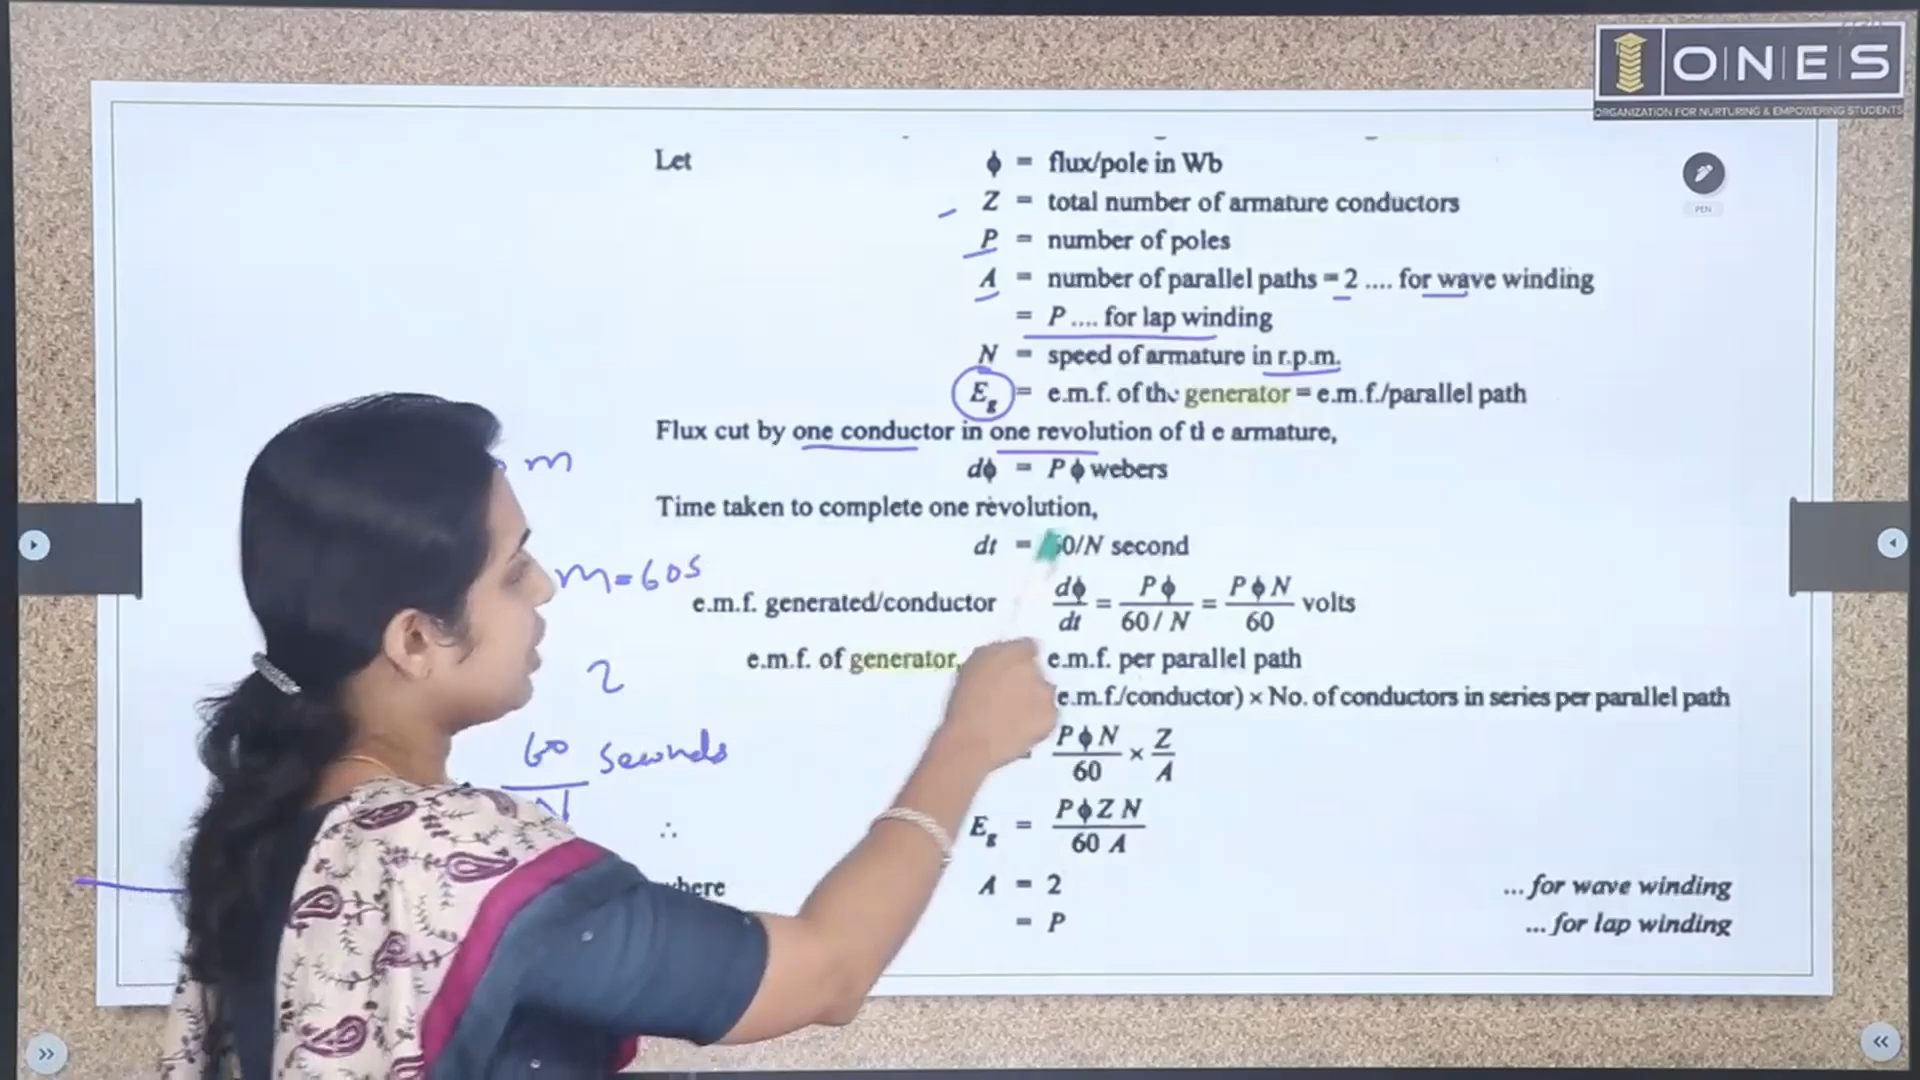 ONES
ORGANIZATION FOR NURTURING & EMPOWERING STUDENTS
PEN
Let ϕ = flux/pole in Wb
Z = total number of armature conductors
P = number of poles
A = number of parallel paths = 2 .... for wave winding
= P .... for lap winding
N = speed of armature in r.p.m.
E_g = e.m.f. of the generator = e.m.f./parallel path
Flux cut by one conductor in one revolution of the armature,
m
dϕ = P ϕ webers
Time taken to complete one revolution,
dt = 60/N second
m=60s
e.m.f. generated/conductor dϕ/dt = Pϕ/(60/N) = PϕN/60 volts
e.m.f. of generator, e.m.f. per parallel path
2
(e.m.f./conductor) × No. of conductors in series per parallel path
60/N seconds
= PϕN/60 × Z/A
∴ E_g = PϕZN/60 A
where A = 2 ... for wave winding
= P ... for lap winding